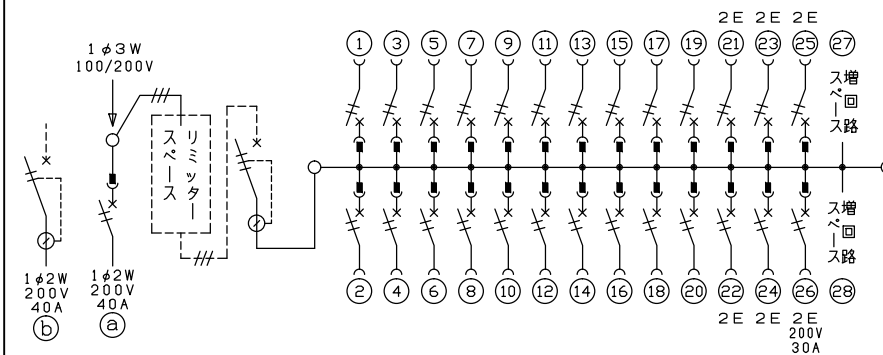 2E 2E 2E
① ③ ⑤ ⑦ ⑨ ⑪ ⑬ ⑮ ⑰ ⑲ ㉑ ㉓ ㉕ ㉗
1φ3W
100/200V
リミッター
スペース
増回路
スペース
増回路
スペース
1φ2W
200V
40A
ⓑ
1φ2W
200V
40A
ⓐ
② ④ ⑥ ⑧ ⑩ ⑫ ⑭ ⑯ ⑱ ⑳ ㉒ ㉔ ㉖ ㉘
2E 2E 2E
200V
30A